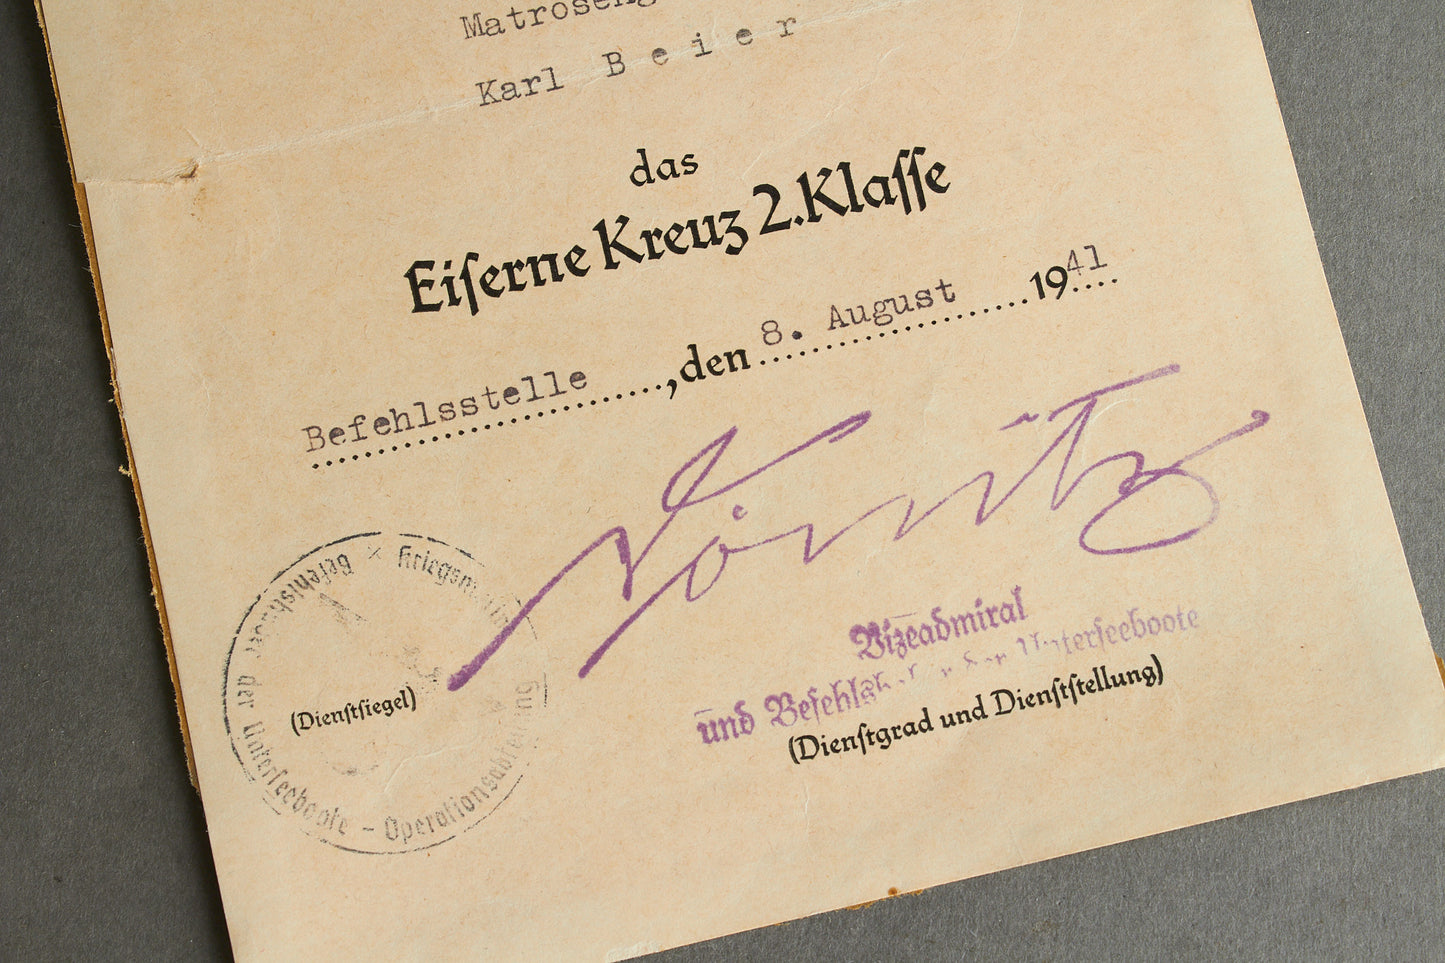 Karl Beier
das
Eiserne Kreuz 2. Klasse
Befehlsstelle, den 8. August 1941
Dönitz
Vizeadmiral
und Befehlshaber der Unterseeboote
(Dienstgrad und Dienststellung)
(Dienstsiegel)
Kriegsmarine × Befehlshaber der Unterseeboote – Operationsabteilung